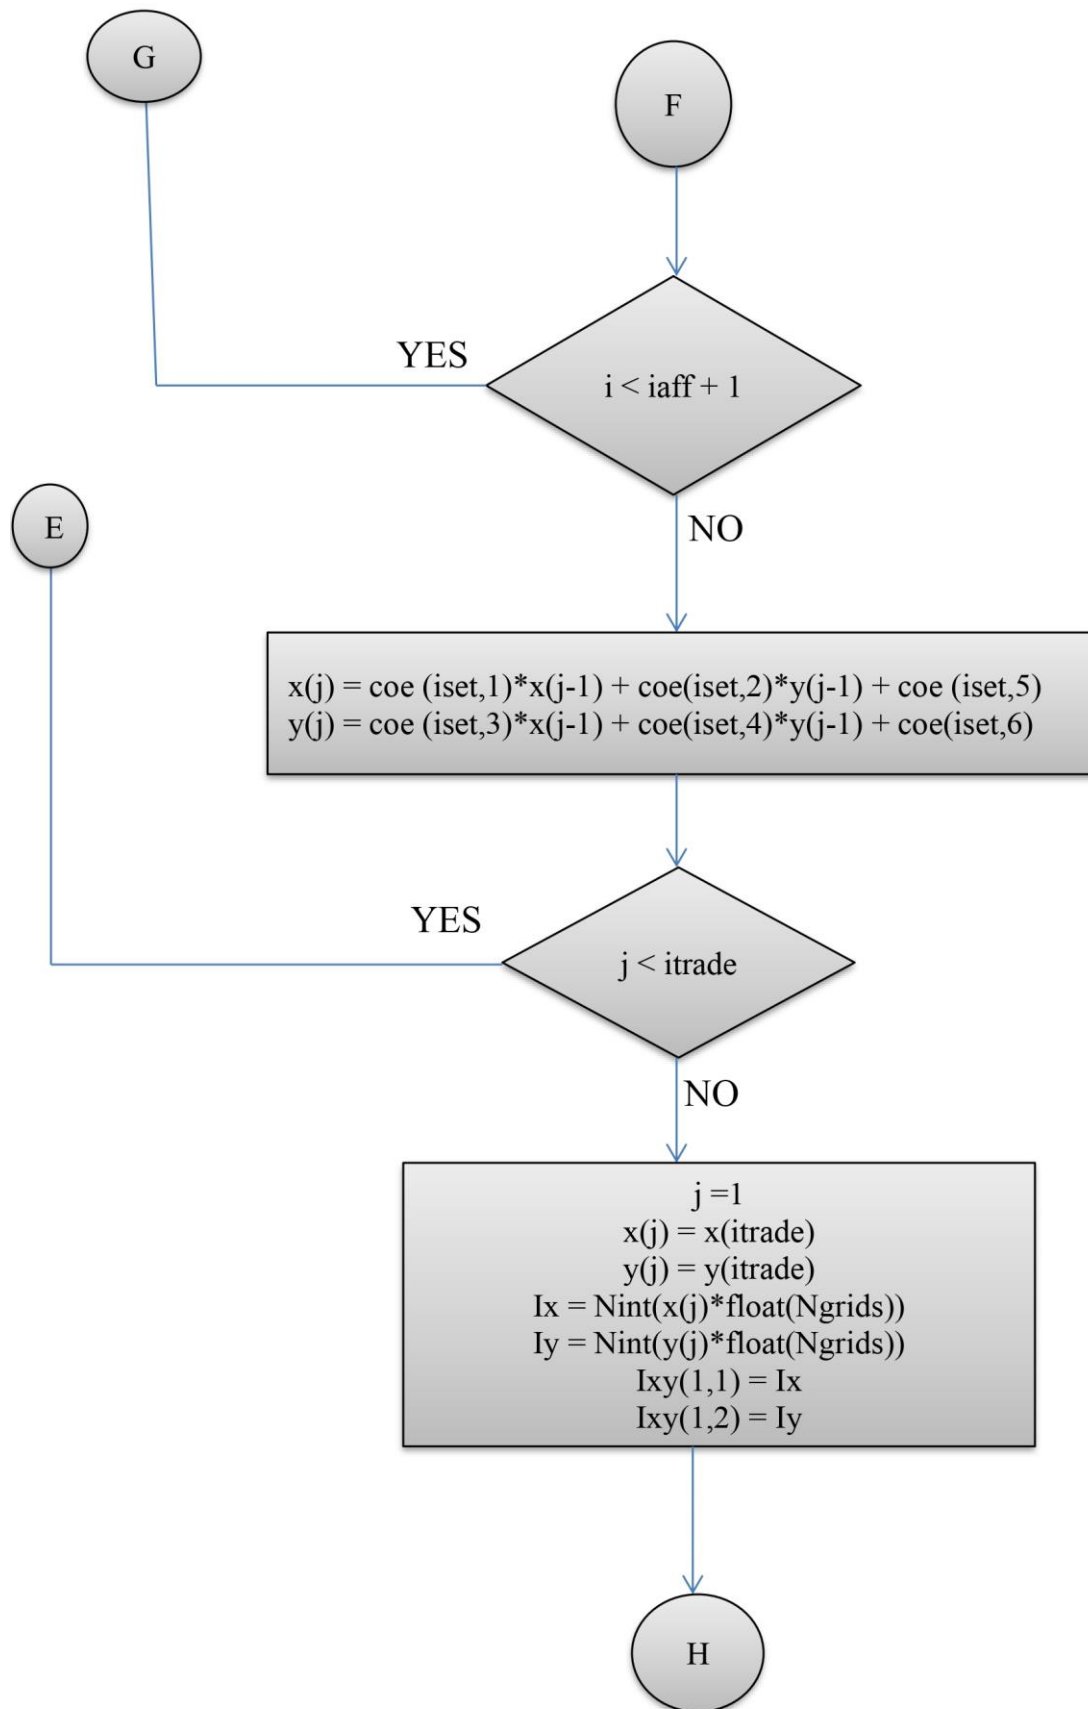 G
F
YES
i < iaff + 1
NO
E
x(j) = coe (iset,1)*x(j-1) + coe(iset,2)*y(j-1) + coe (iset,5)
y(j) = coe (iset,3)*x(j-1) + coe(iset,4)*y(j-1) + coe(iset,6)
YES
j < itrade
NO
j =1
x(j) = x(itrade)
y(j) = y(itrade)
Ix = Nint(x(j)*float(Ngrids))
Iy = Nint(y(j)*float(Ngrids))
Ixy(1,1) = Ix
Ixy(1,2) = Iy
H